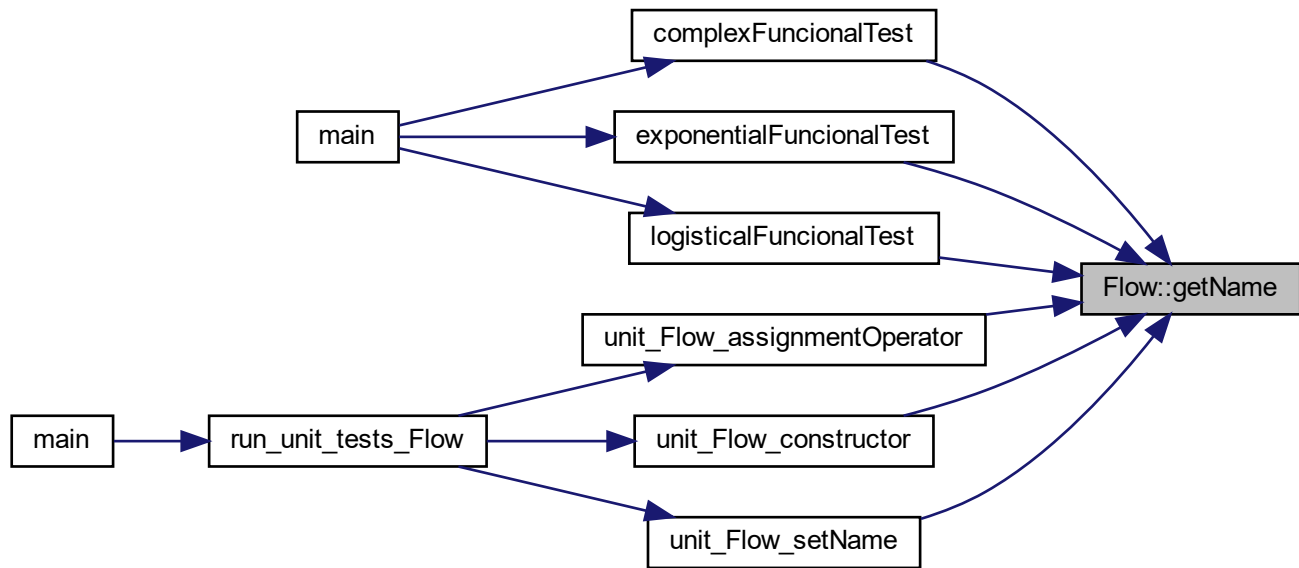 complexFuncionalTest
main
exponentialFuncionalTest
logisticalFuncionalTest
Flow::getName
unit_Flow_assignmentOperator
main
run_unit_tests_Flow
unit_Flow_constructor
unit_Flow_setName